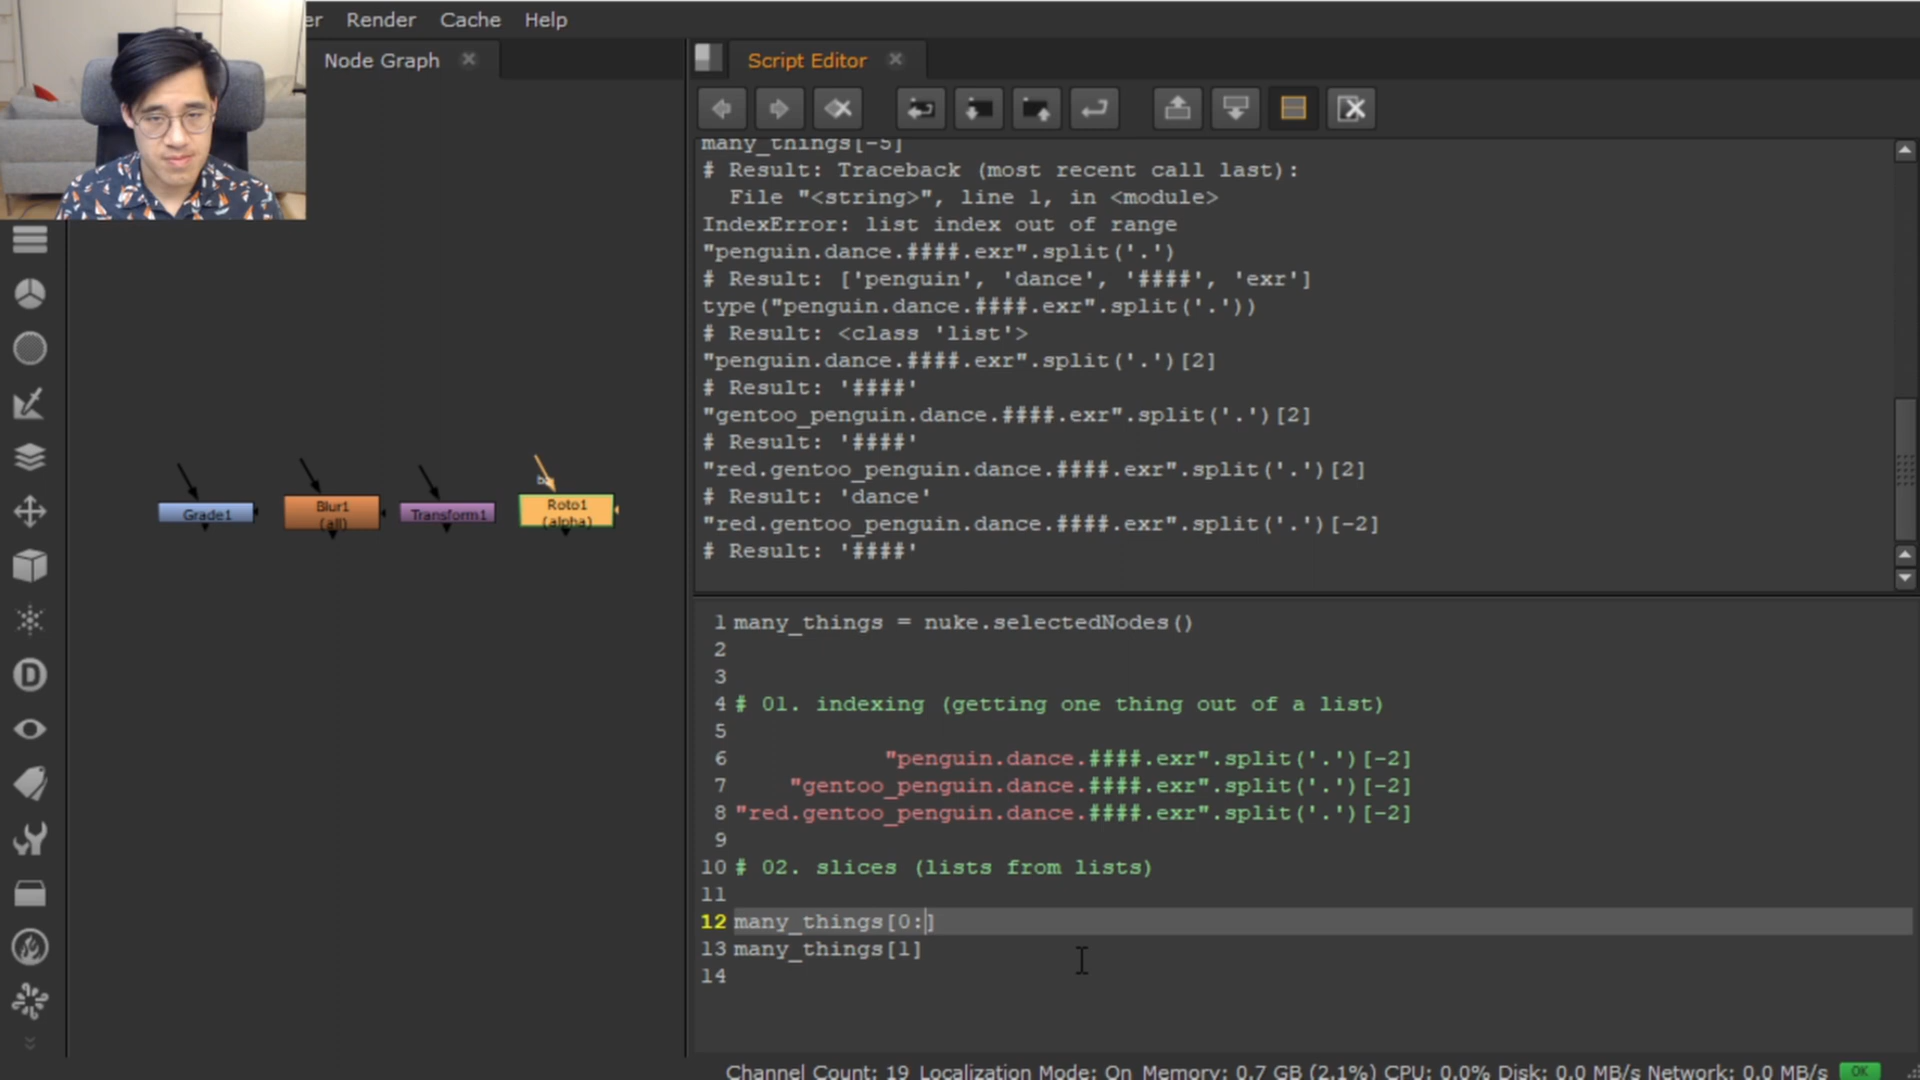 er Render Cache Help
Node Graph
Script Editor
many_things[-5]
# Result: Traceback (most recent call last):
File "<string>", line 1, in <module>
IndexError: list index out of range
"penguin.dance.####.exr".split('.')
# Result: ['penguin', 'dance', '####', 'exr']
type("penguin.dance.####.exr".split('.'))
# Result: <class 'list'>
"penguin.dance.####.exr".split('.')[2]
# Result: '####'
"gentoo_penguin.dance.####.exr".split('.')[2]
# Result: '####'
"red.gentoo_penguin.dance.####.exr".split('.')[2]
# Result: 'dance'
"red.gentoo_penguin.dance.####.exr".split('.')[-2]
# Result: '####'
Grade1
Blur1
(all)
Transform1
Roto1
(alpha)
1 many_things = nuke.selectedNodes()
2
3
4 # 01. indexing (getting one thing out of a list)
5
6 "penguin.dance.####.exr".split('.')[-2]
7 "gentoo_penguin.dance.####.exr".split('.')[-2]
8 "red.gentoo_penguin.dance.####.exr".split('.')[-2]
9
10 # 02. slices (lists from lists)
11
12 many_things[0:]
13 many_things[1]
14
Channel Count: 19 Localization Mode: On Memory: 0.7 GB (2.1%) CPU: 0.0% Disk: 0.0 MB/s Network: 0.0 MB/s OK